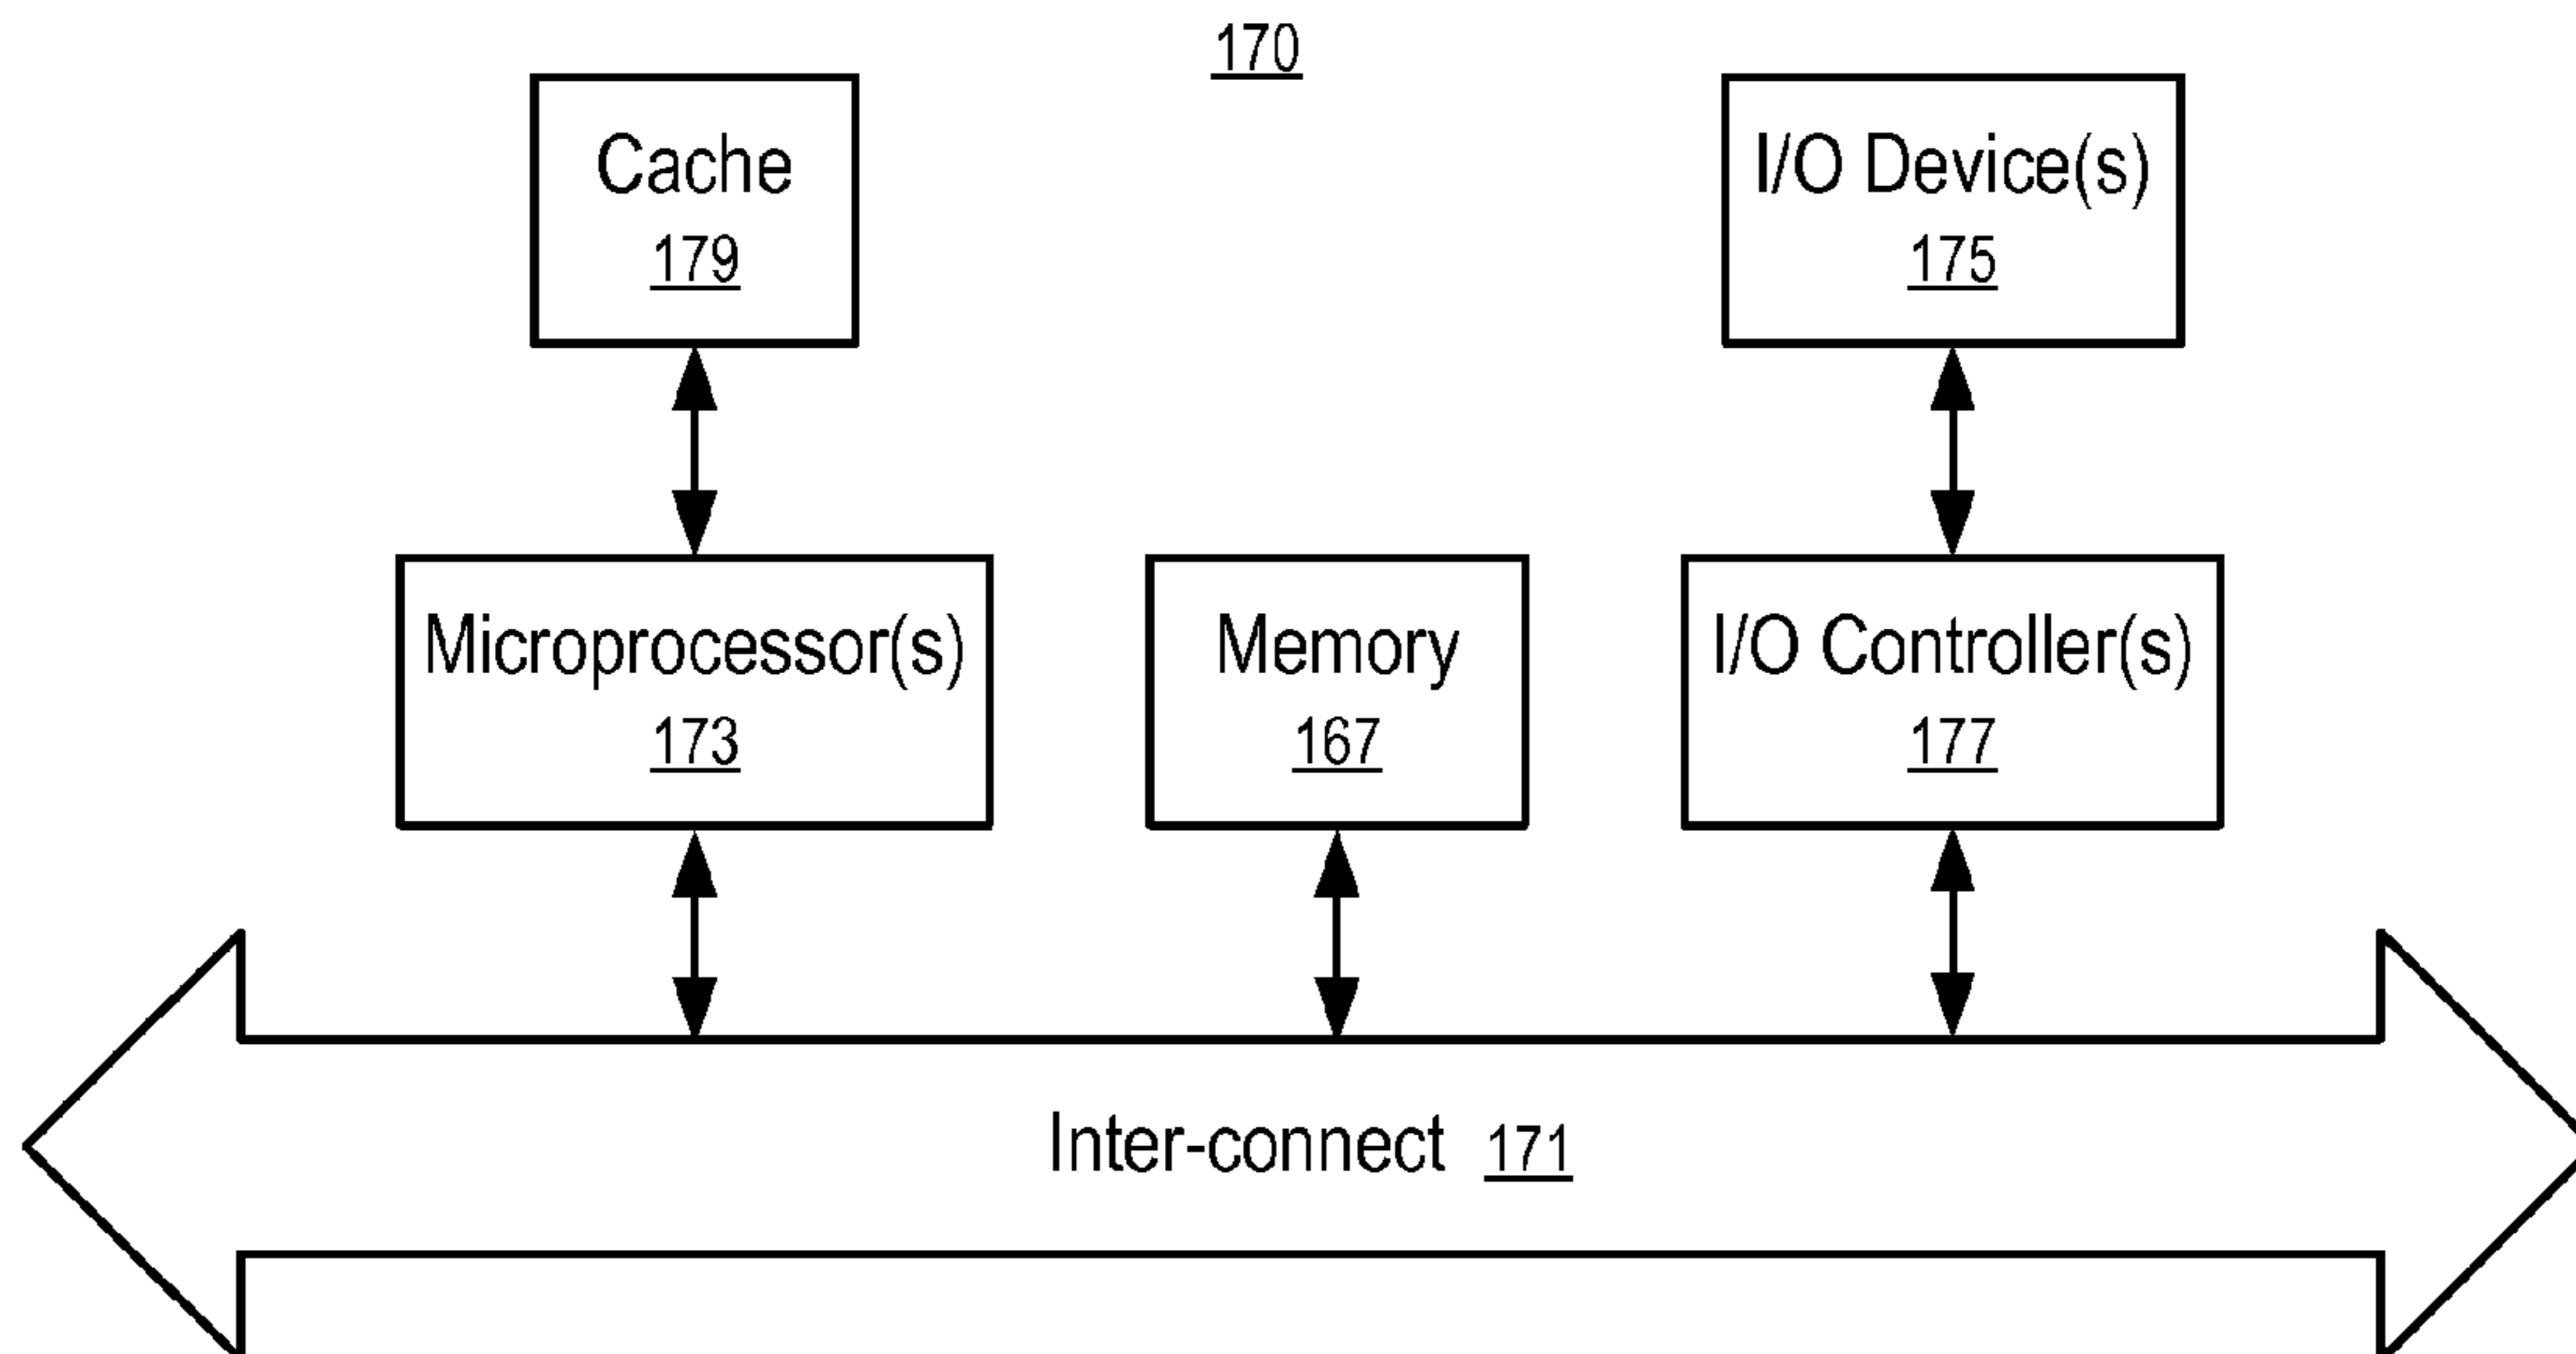 170
Cache
179
I/O Device(s)
175
Microprocessor(s)
173
Memory
167
I/O Controller(s)
177
Inter-connect 171